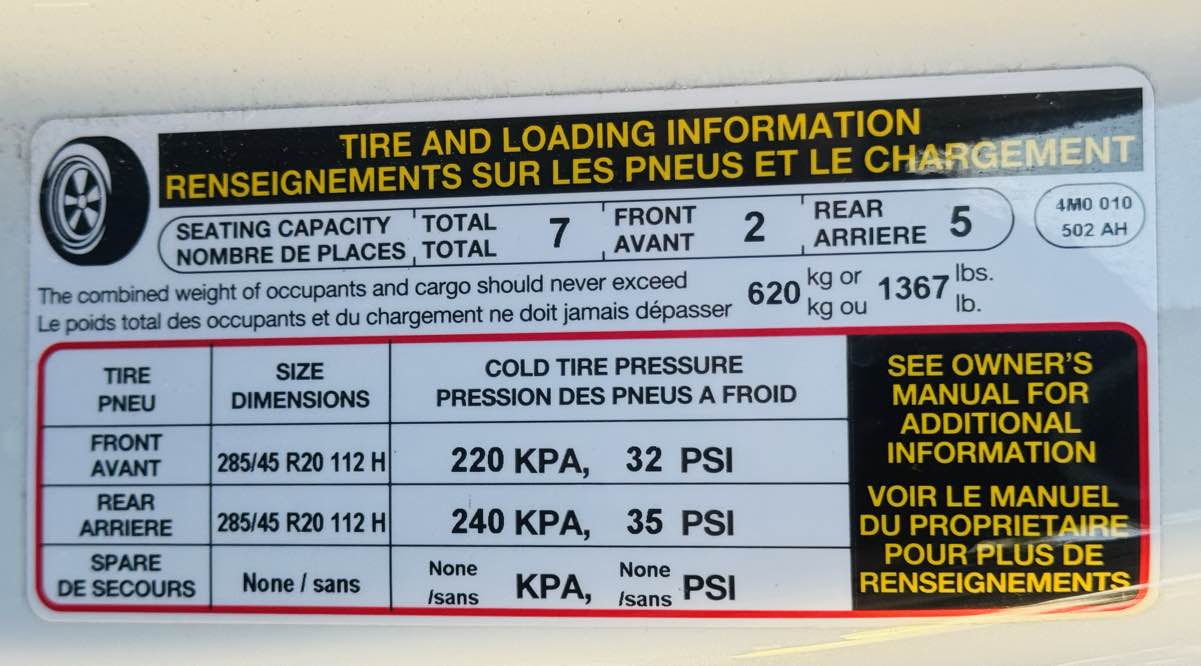 TIRE AND LOADING INFORMATION
RENSEIGNEMENTS SUR LES PNEUS ET LE CHARGEMENT
SEATING CAPACITY TOTAL 7 FRONT 2 REAR 5
NOMBRE DE PLACES TOTAL AVANT ARRIERE
4M0 010
502 AH
The combined weight of occupants and cargo should never exceed 620 kg or 1367 lbs.
Le poids total des occupants et du chargement ne doit jamais dépasser kg ou lb.
TIRE SIZE COLD TIRE PRESSURE
PNEU DIMENSIONS PRESSION DES PNEUS A FROID
FRONT
AVANT 285/45 R20 112 H 220 KPA, 32 PSI
REAR
ARRIERE 285/45 R20 112 H 240 KPA, 35 PSI
SPARE None None
DE SECOURS None / sans /sans KPA, /sans PSI
SEE OWNER'S
MANUAL FOR
ADDITIONAL
INFORMATION
VOIR LE MANUEL
DU PROPRIETAIRE
POUR PLUS DE
RENSEIGNEMENTS